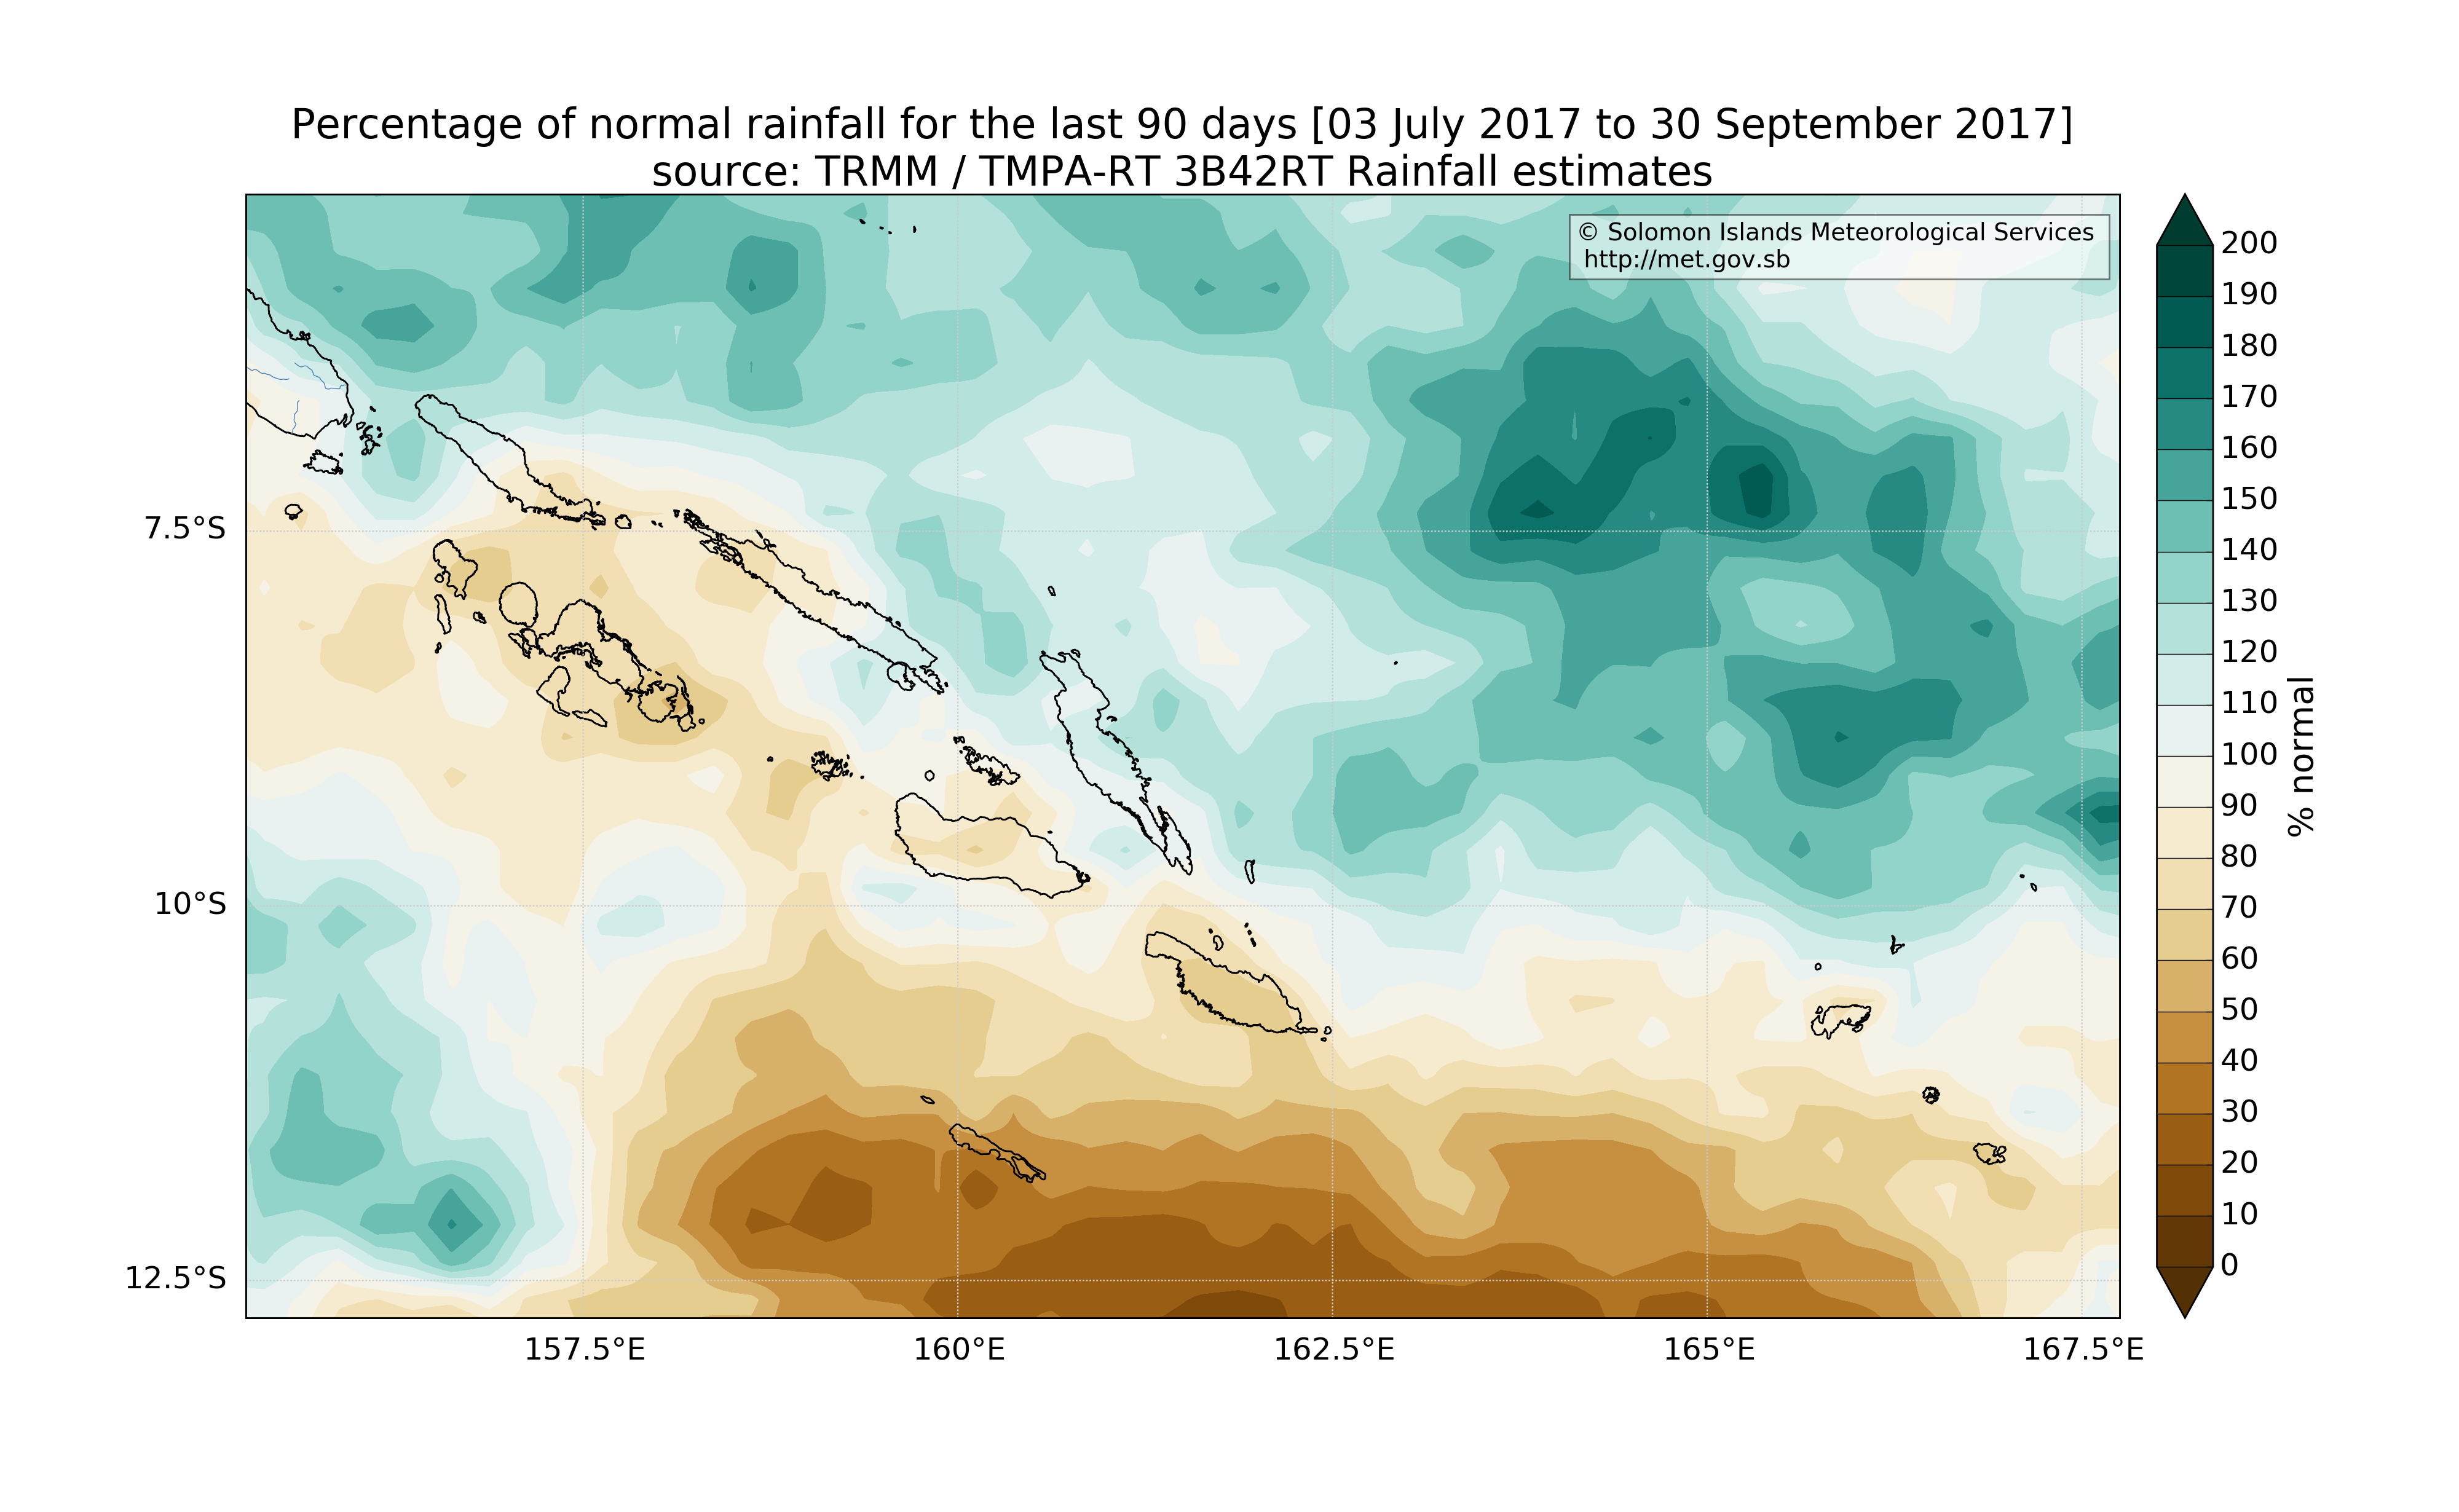 Percentage of normal rainfall for the last 90 days [03 July 2017 to 30 September 2017]
source: TRMM / TMPA-RT 3B42RT Rainfall estimates
© Solomon Islands Meteorological Services
http://met.gov.sb
7.5°S
10°S
12.5°S
157.5°E
160°E
162.5°E
165°E
167.5°E
200
190
180
170
160
150
140
130
120
110
100
90
80
70
60
50
40
30
20
10
0
% normal